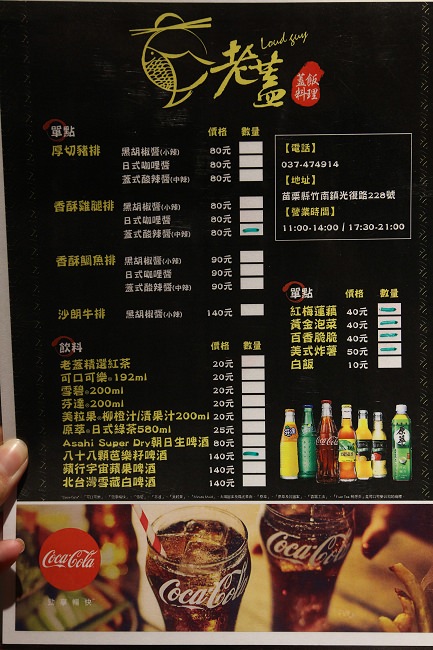 Loud guy
老蓋
蓋飯
料理
單點 價格 數量
厚切豬排 黑胡椒醬(小辣) 80元
日式咖哩醬 80元
蓋式酸辣醬(中辣) 80元
香酥雞腿排 黑胡椒醬(小辣) 80元
日式咖哩醬 80元
蓋式酸辣醬(中辣) 80元
香酥鯛魚排 黑胡椒醬(小辣) 90元
日式咖哩醬 90元
蓋式酸辣醬(中辣) 90元
沙朗牛排 黑胡椒醬(小辣) 140元
【電話】
037-474914
【地址】
苗栗縣竹南鎮光復路228號
【營業時間】
11:00-14:00 / 17:30-21:00
單點 價格 數量
紅梅蓮藕 40元
黃金泡菜 40元
百香脆脆 40元
美式炸薯 50元
白飯 10元
飲料 價格 數量
老蓋精選紅茶 20元
可口可樂®192ml 20元
雪碧®200ml 20元
芬達®200ml 20元
美粒果®柳橙汁/漬果汁200ml 20元
原萃®日式綠茶580ml 25元
Asahi Super Dry朝日生啤酒 80元
八十八顆芭樂籽啤酒 140元
蘋行宇宙蘋果啤酒 140元
北台灣雪藏白啤酒 140元
Coca-Cola
Coca-Cola
Coca-Cola